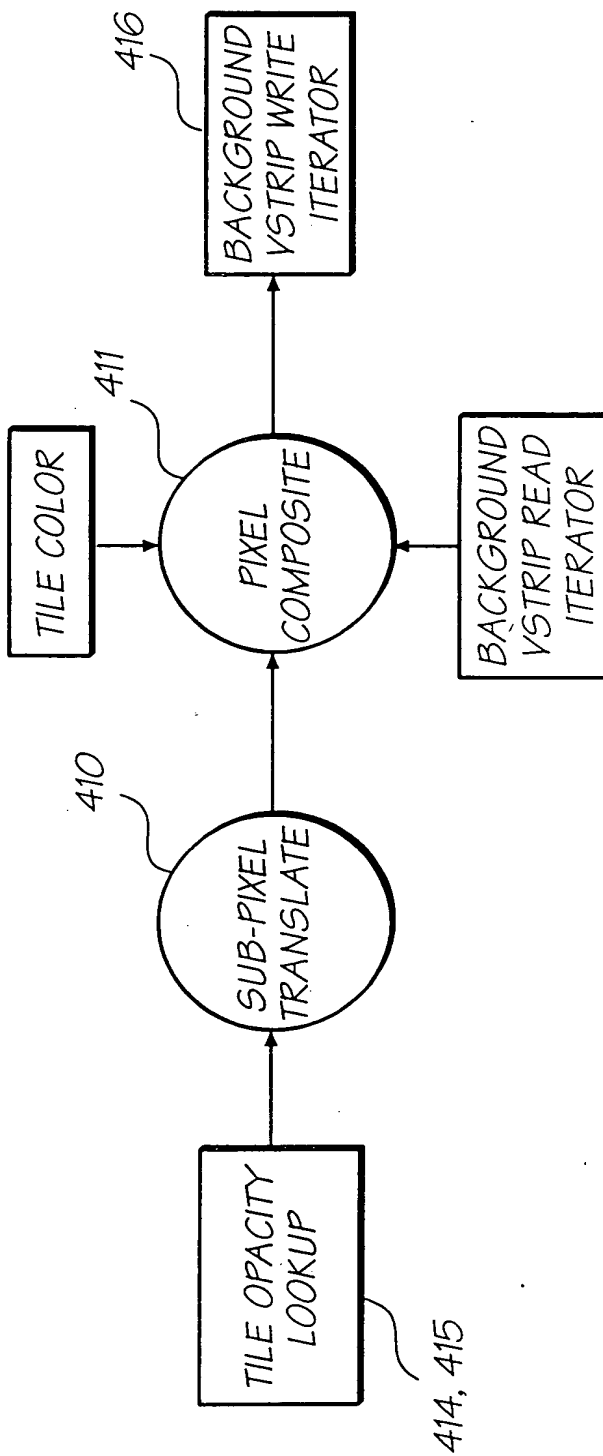 TILE OPACITY
LOOKUP
414, 415
SUB-PIXEL
TRANSLATE
410
TILE COLOR
PIXEL
COMPOSITE
411
BACKGROUND
VSTRIP READ
ITERATOR
BACKGROUND
VSTRIP WRITE
ITERATOR
416